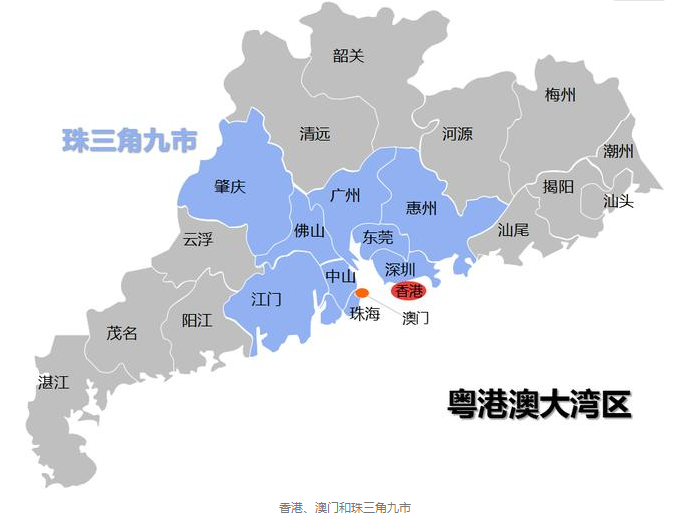 韶关
梅州
珠三角九市
清远
河源
潮州
肇庆
广州
惠州
揭阳
汕头
云浮
佛山
东莞
汕尾
中山
深圳
江门
香港
珠海
澳门
阳江
茂名
湛江
粤港澳大湾区
香港、澳门和珠三角九市